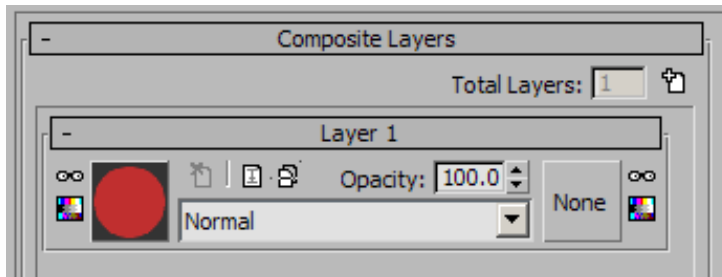 - Composite Layers
Total Layers: 1
- Layer 1
Opacity: 100.0
Normal
None